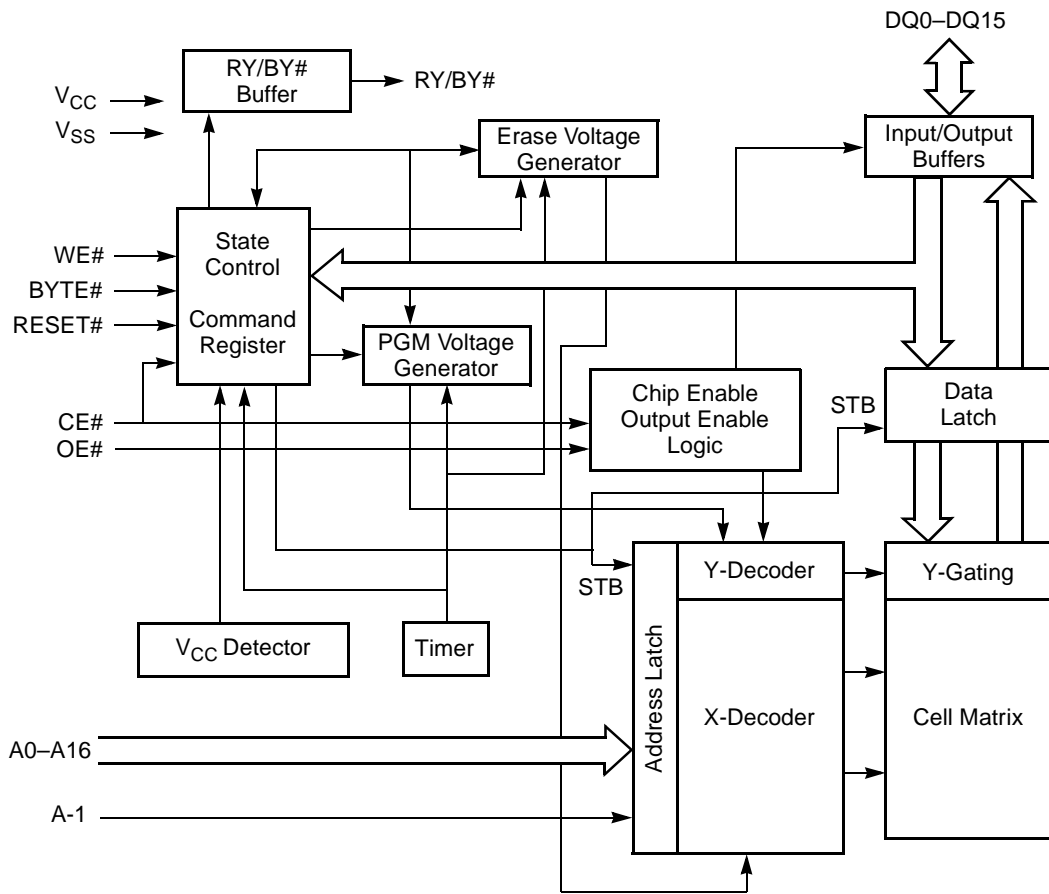 DQ0–DQ15
RY/BY#
Buffer
RY/BY#
VCC
VSS
Erase Voltage
Generator
Input/Output
Buffers
State
Control
Command
Register
WE#
BYTE#
RESET#
PGM Voltage
Generator
CE#
OE#
Chip Enable
Output Enable
Logic
STB
Data
Latch
STB
Address Latch
Y-Decoder
Y-Gating
VCC Detector
Timer
X-Decoder
Cell Matrix
A0–A16
A-1